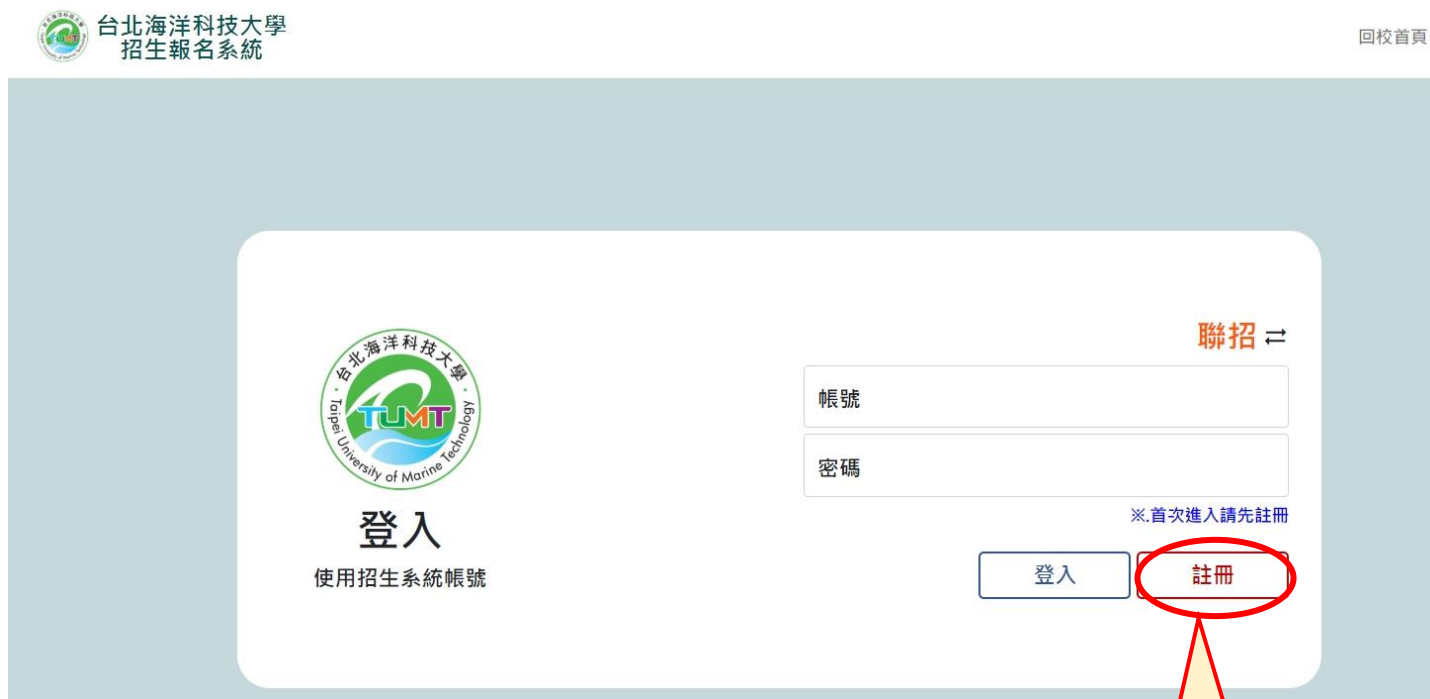 台北海洋科技大學
招生報名系統
回校首頁
聯招
台北海洋科技大學
TUMT
Taipei University of Marine Technology
帳號
密碼
※.首次進入請先註冊
登入
使用招生系統帳號
登入
註冊